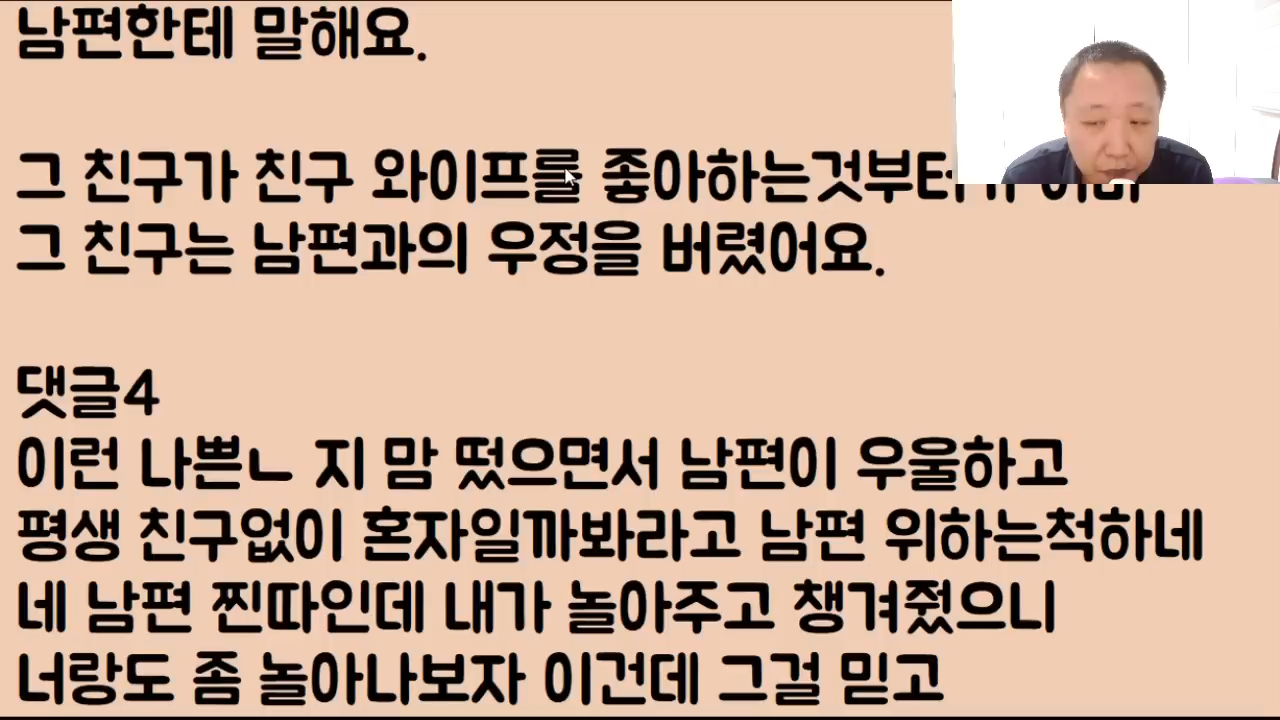 남편한테 말해요.
그 친구가 친구 와이프를 좋아하는것부터
그 친구는 남편과의 우정을 버렸어요.
댓글4
이런 나쁜ㄴ 지 맘 떴으면서 남편이 우울하고
평생 친구없이 혼자일까봐라고 남편 위하는척하네
네 남편 찐따인데 내가 놀아주고 챙겨줬으니
너랑도 좀 놀아나보자 이건데 그걸 믿고